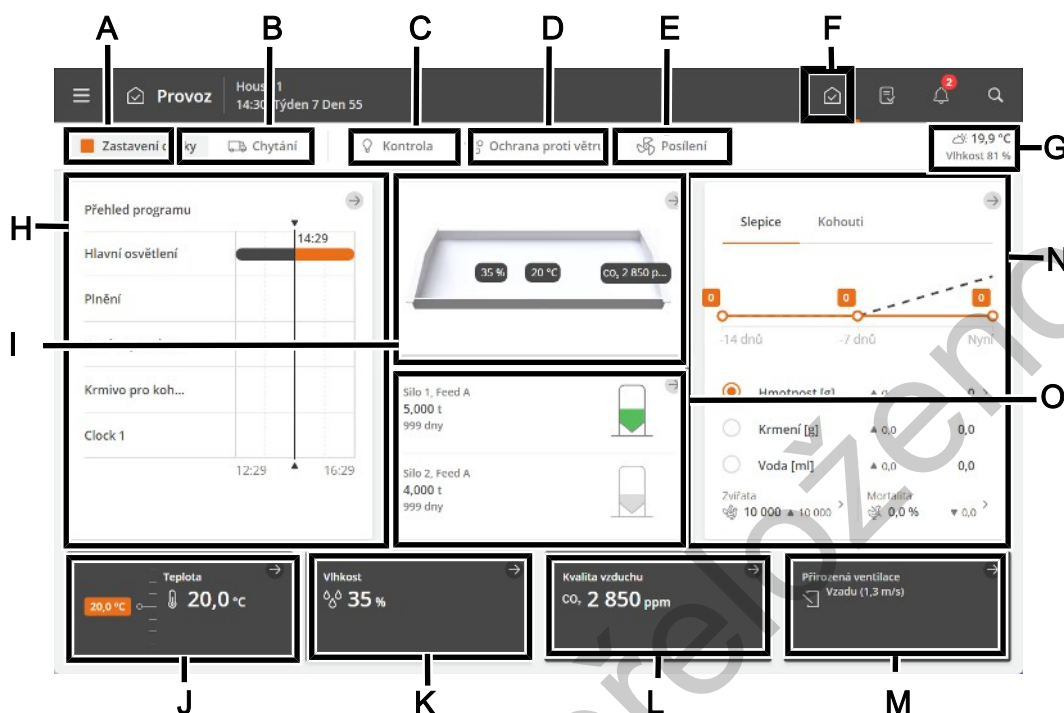 A B C D E F
Provoz
House 1
14:30 Týden 7 Den 55
2
Zastavení ky
Chytání
Kontrola
Ochrana proti větru
Posílení
19,9 °C
Vlhkost 81 %
G
H
Přehled programu
14:29
Hlavní osvětlení
Plnění
Krmivo pro koh...
Clock 1
12:29 16:29
I
35 % 20 °C CO₂ 2 850 p...
Silo 1, Feed A
5,000 t
999 dny
Silo 2, Feed A
4,000 t
999 dny
Slepice Kohouti
N
0 0 0
-14 dnů -7 dnů Nyní
O
Hmotnost [g] ▲ 0,0 0
Krmení [g] ▲ 0,0 0,0
Voda [ml] ▲ 0,0 0,0
Zvířata Mortalita
10 000 ▲ 10 000 0,0 % ▼ 0,0
20,0 °C
Teplota
20,0 °C
Vlhkost
35 %
Kvalita vzduchu
CO₂ 2 850 ppm
Přirozená ventilace
Vzadu (1,3 m/s)
J K L M
přeloženo